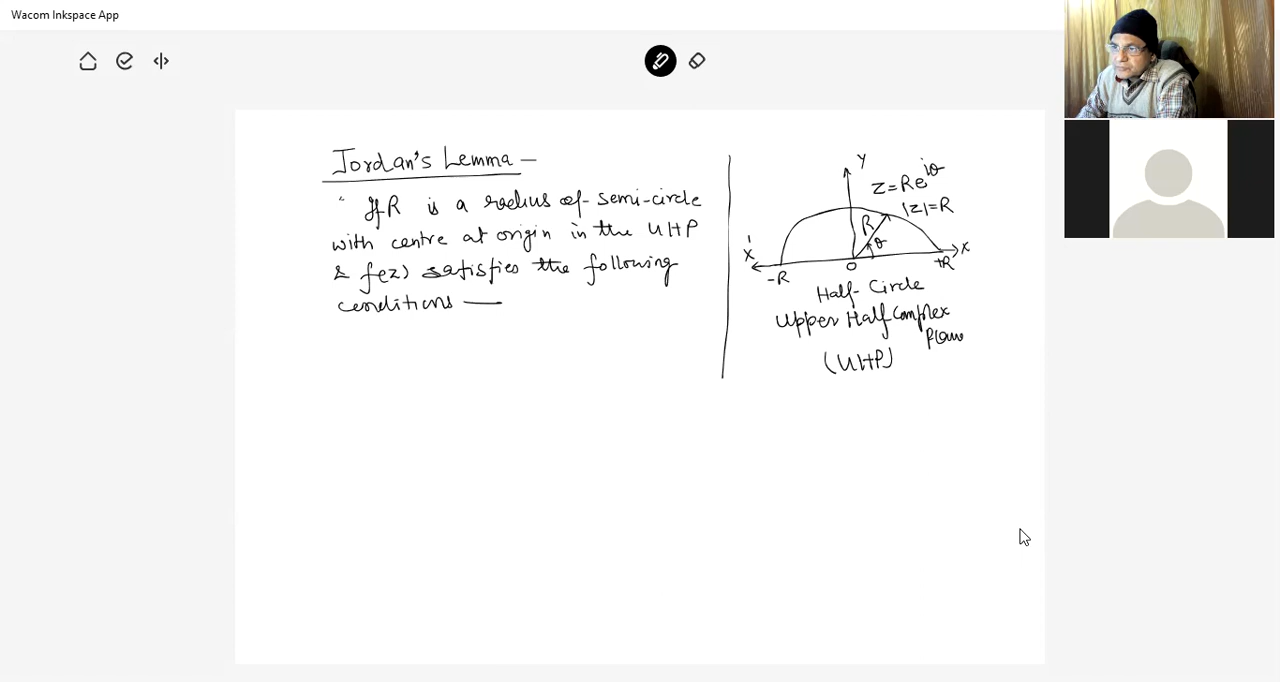 Wacom Inkspace App
Jordan's Lemma —
" If R is a radius of semi-circle
with centre at origin in the UHP
& f(z) satisfies the following
conditions —
Y
Z=Re^iθ
|Z|=R
R
θ
X'
X
-R
O
+R
Half-Circle
Upper Half Complex
Plane
(UHP)